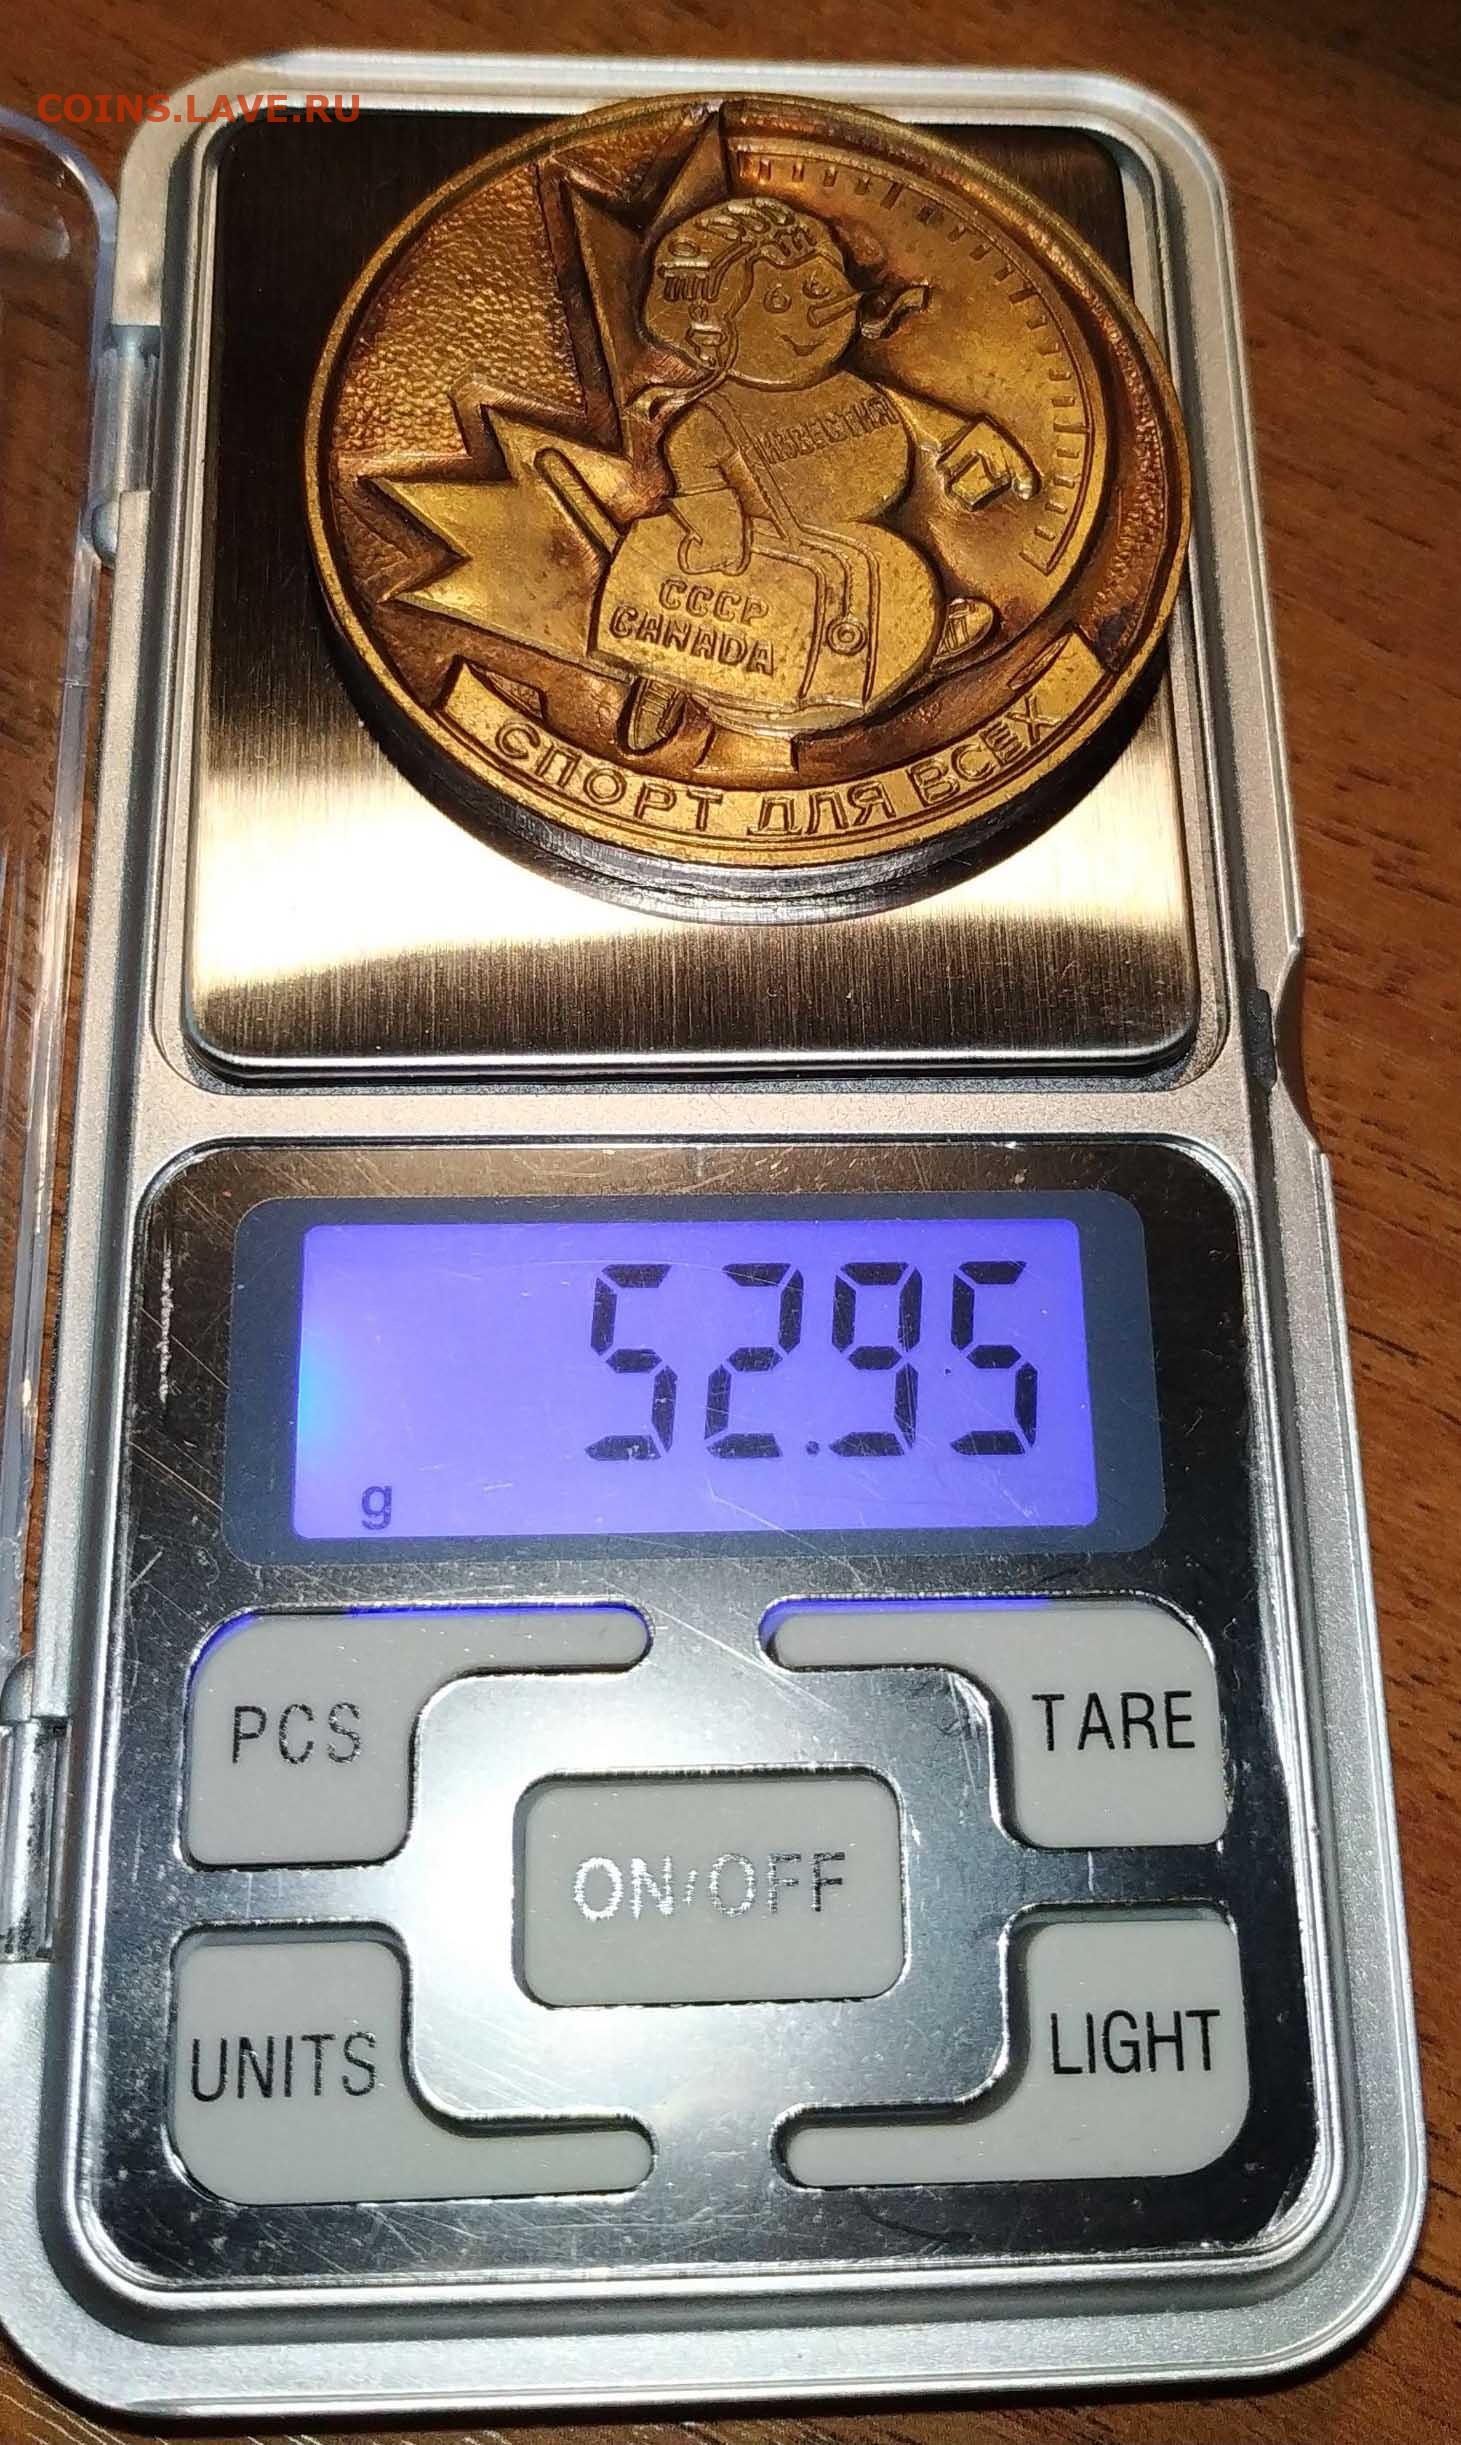 COINS.LAVE.RU
ИЗВЕСТИЯ
СССР
CANADA
СПОРТ ДЛЯ ВСЕХ
52.95
g
PCS
TARE
ON/OFF
UNITS
LIGHT